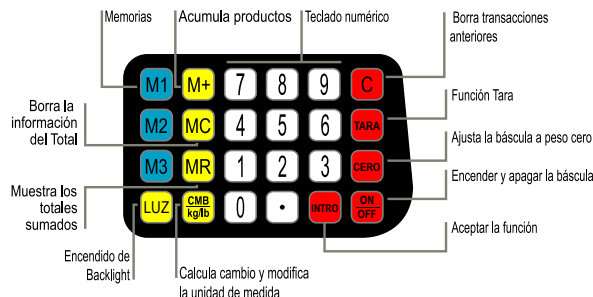 Memorias
Acumula productos
Teclado numérico
Borra transacciones
anteriores
M1 M+ 7 8 9 C
Función Tara
Borra la
información
del Total
M2 MC 4 5 6 TARA
Ajusta la báscula a peso cero
M3 MR 1 2 3 CERO
Encender y apagar la báscula
Muestra los
totales
sumados
LUZ CMB 0 . INTRO ON
kg/lb OFF
Aceptar la función
Encendido de
Backlight
Calcula cambio y modifica
la unidad de medida